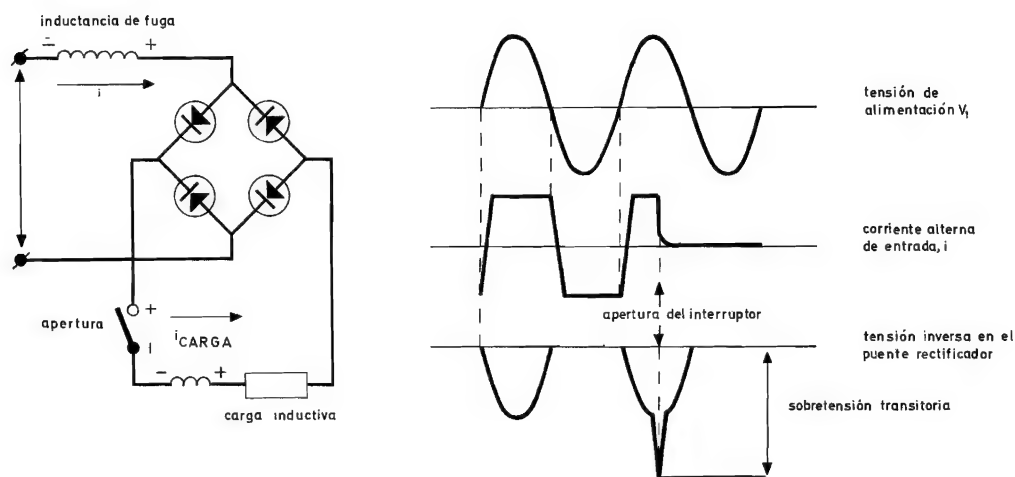 inductancia de fuga
- +
i
apertura
+
i CARGA
- +
carga inductiva
tensión de
alimentación V₁
corriente alterna
de entrada, i
apertura del interruptor
tensión inversa en el
puente rectificador
sobretensión transitoria